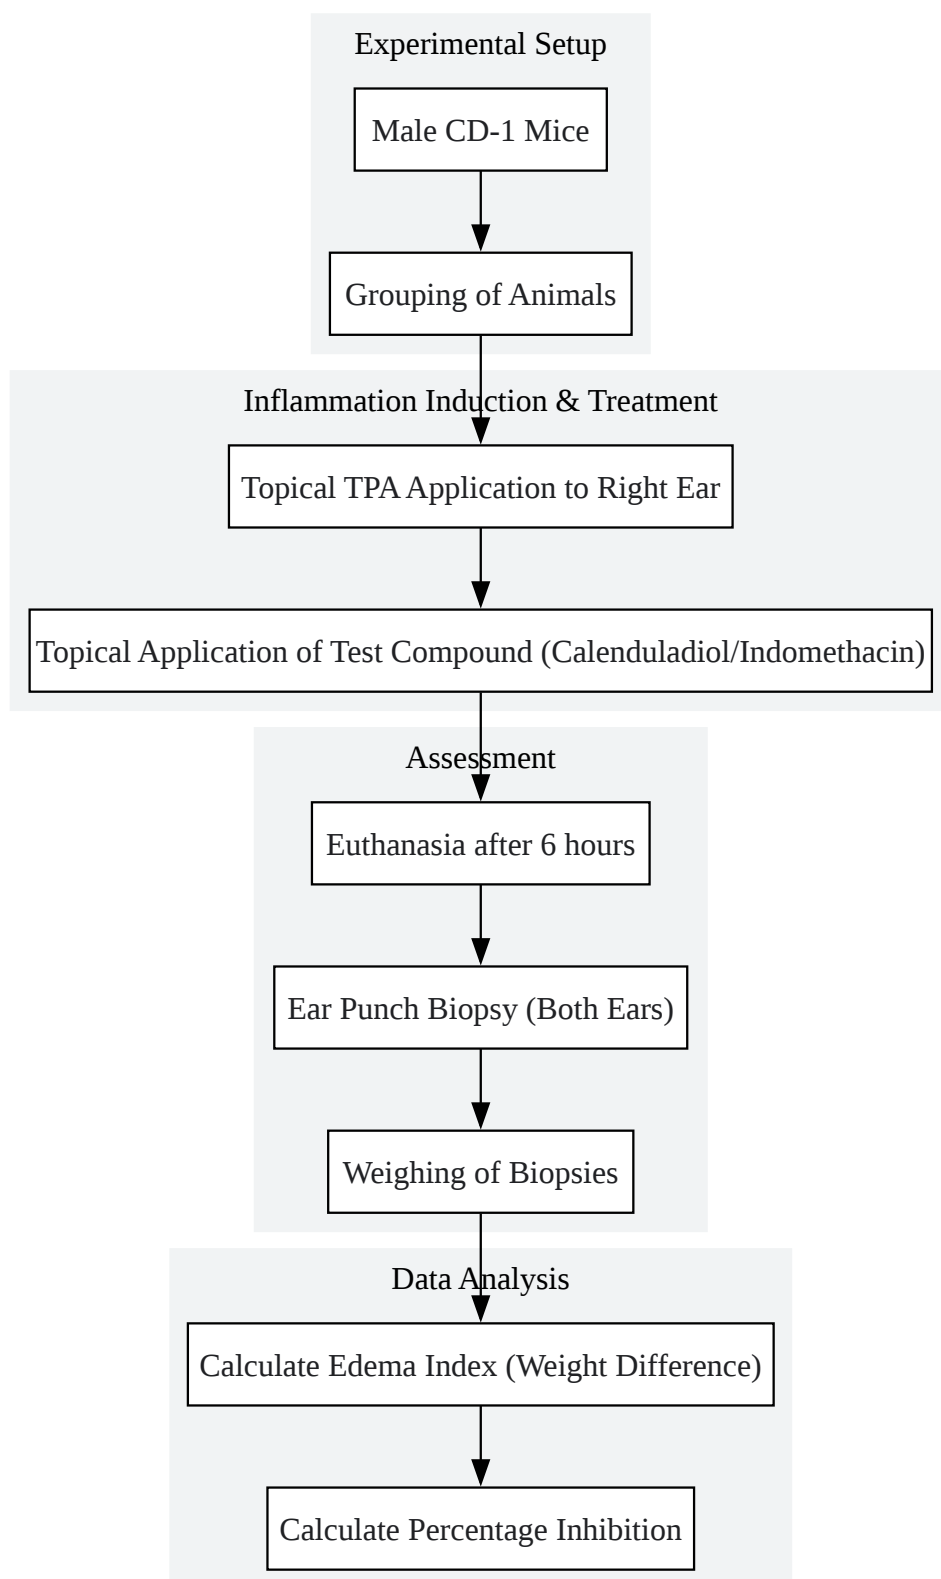 Experimental Setup
Male CD-1 Mice
Grouping of Animals
Inflammation Induction & Treatment
Topical TPA Application to Right Ear
Topical Application of Test Compound (Calenduladiol/Indomethacin)
Assessment
Euthanasia after 6 hours
Ear Punch Biopsy (Both Ears)
Weighing of Biopsies
Data Analysis
Calculate Edema Index (Weight Difference)
Calculate Percentage Inhibition